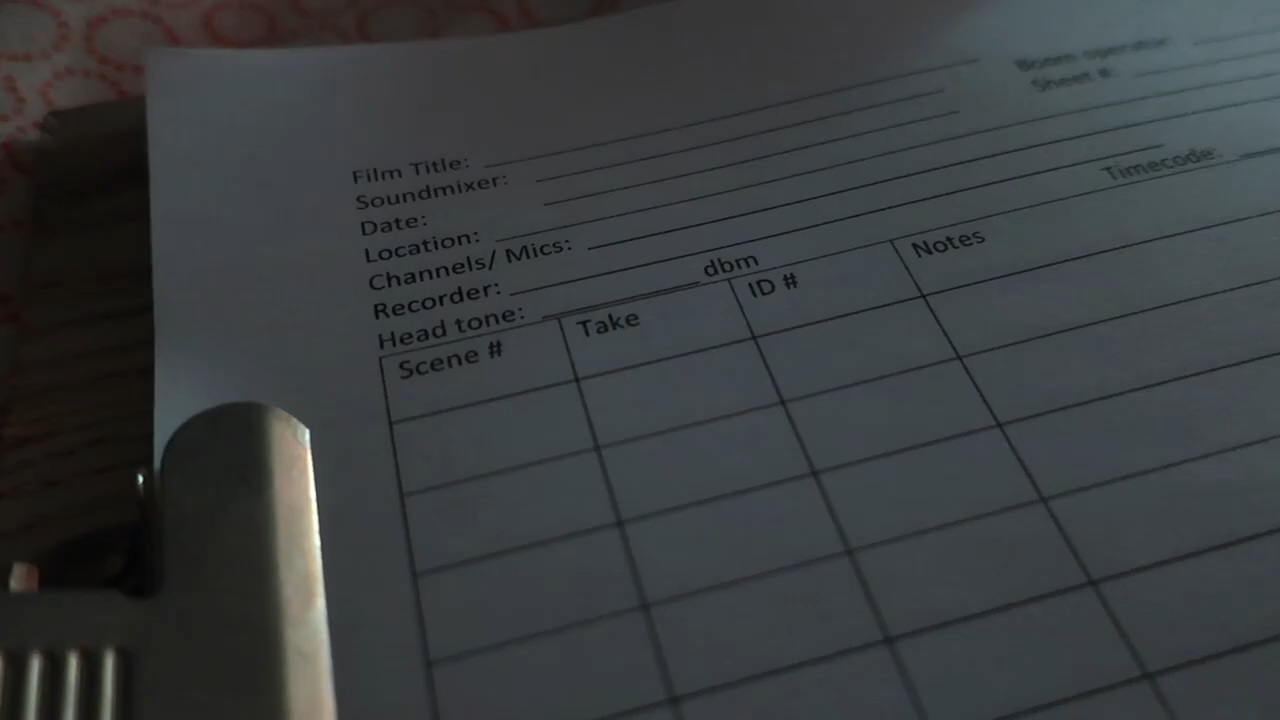 Film Title:
Boom operator:
Soundmixer:
Sheet #:
Date:
Location:
Channels/ Mics:
Recorder:
Timecode:
Head tone: dbm
Scene # Take ID # Notes